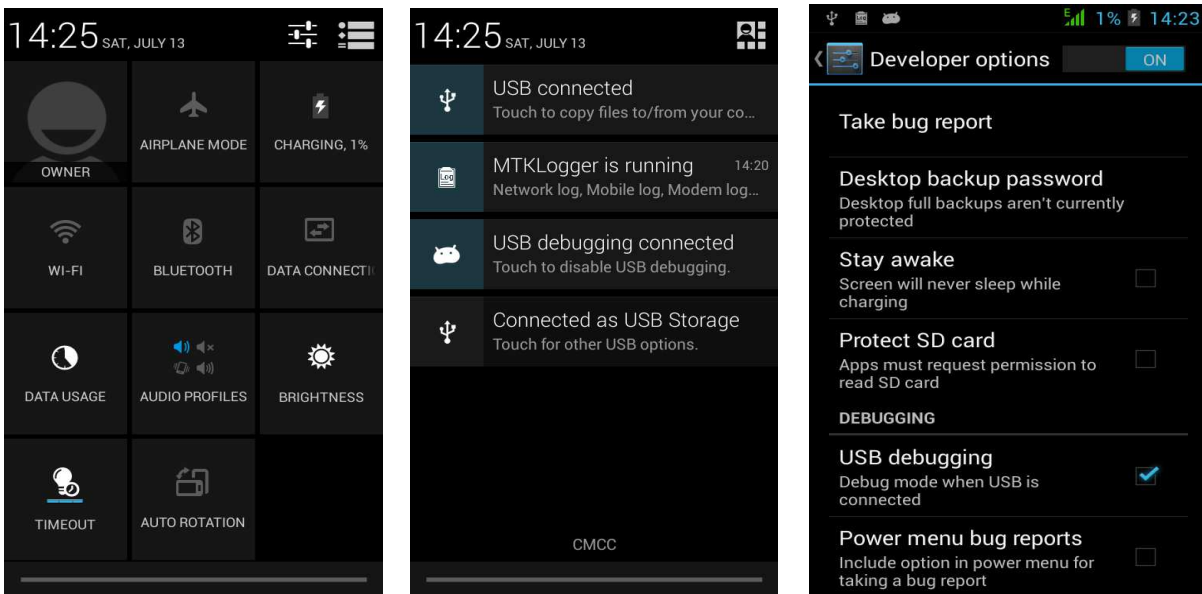 14:25 SAT, JULY 13
OWNER
AIRPLANE MODE
CHARGING, 1%
WI-FI
BLUETOOTH
DATA CONNECTI
DATA USAGE
AUDIO PROFILES
BRIGHTNESS
TIMEOUT
AUTO ROTATION
14:25 SAT, JULY 13
USB connected
Touch to copy files to/from your co...
MTKLogger is running 14:20
Network log, Mobile log, Modem log...
USB debugging connected
Touch to disable USB debugging.
Connected as USB Storage
Touch for other USB options.
CMCC
E 1% 14:23
Developer options ON
Take bug report
Desktop backup password
Desktop full backups aren't currently
protected
Stay awake
Screen will never sleep while
charging
Protect SD card
Apps must request permission to
read SD card
DEBUGGING
USB debugging
Debug mode when USB is
connected
Power menu bug reports
Include option in power menu for
taking a bug report